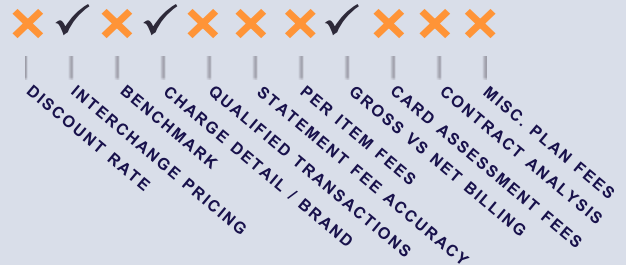 DISCOUNT RATE
INTERCHANGE PRICING
BENCHMARK
CHARGE DETAIL / BRAND
QUALIFIED TRANSACTIONS
STATEMENT FEE ACCURACY
PER ITEM FEES
GROSS VS NET BILLING
CARD ASSESSMENT FEES
CONTRACT ANALYSIS
MISC. PLAN FEES